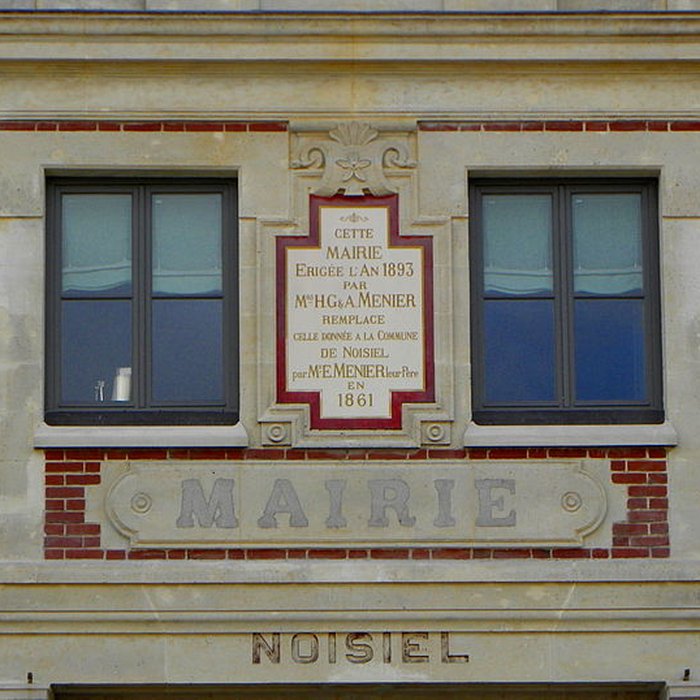 CETTE
MAIRIE
ERIGÉE L'AN 1893
PAR
MRS H.G & A. MENIER
REMPLACE
CELLE DONNÉE A LA COMMUNE
DE NOISIEL
par MR E. MENIER leur Père
EN
1861
MAIRIE
NOISIEL